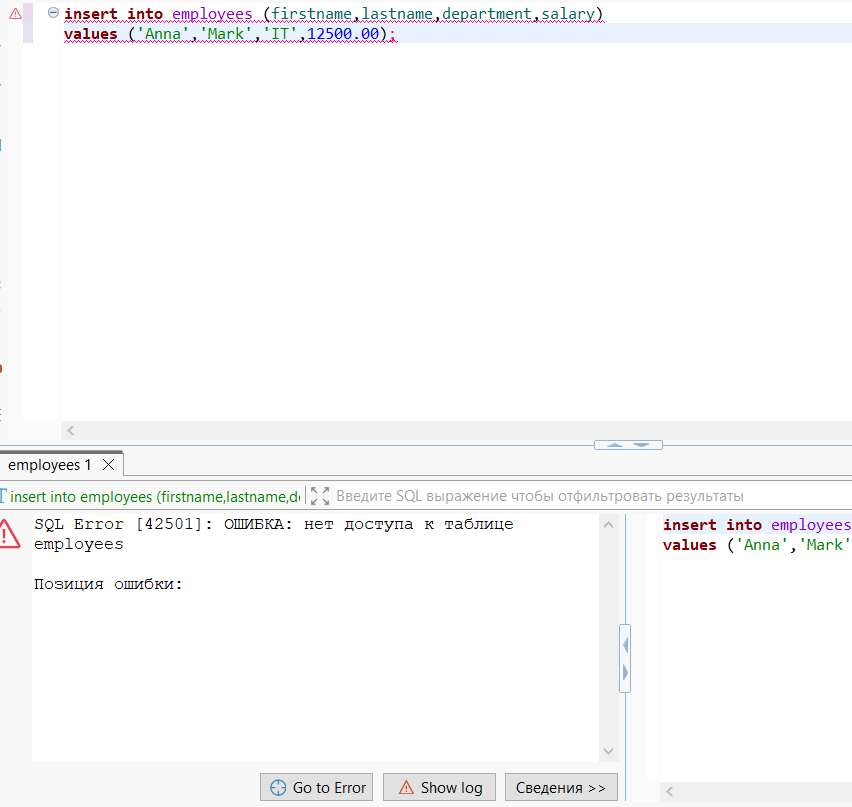 insert into employees (firstname,lastname,department,salary)
values ('Anna','Mark','IT',12500.00);
employees 1
insert into employees (firstname,lastname,d
Введите SQL выражение чтобы отфильтровать результаты
SQL Error [42501]: ОШИБКА: нет доступа к таблице
employees
Позиция ошибки:
insert into employees
values ('Anna','Mark'
Go to Error
Show log
Сведения >>